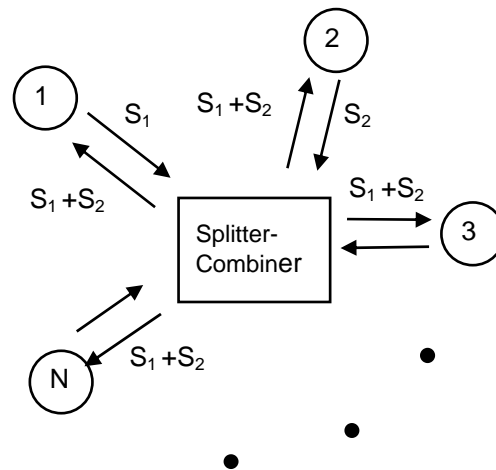 2
1
S₁
S₁+S₂
S₂
S₁+S₂
S₁+S₂
Splitter-
Combiner
3
N
S₁+S₂